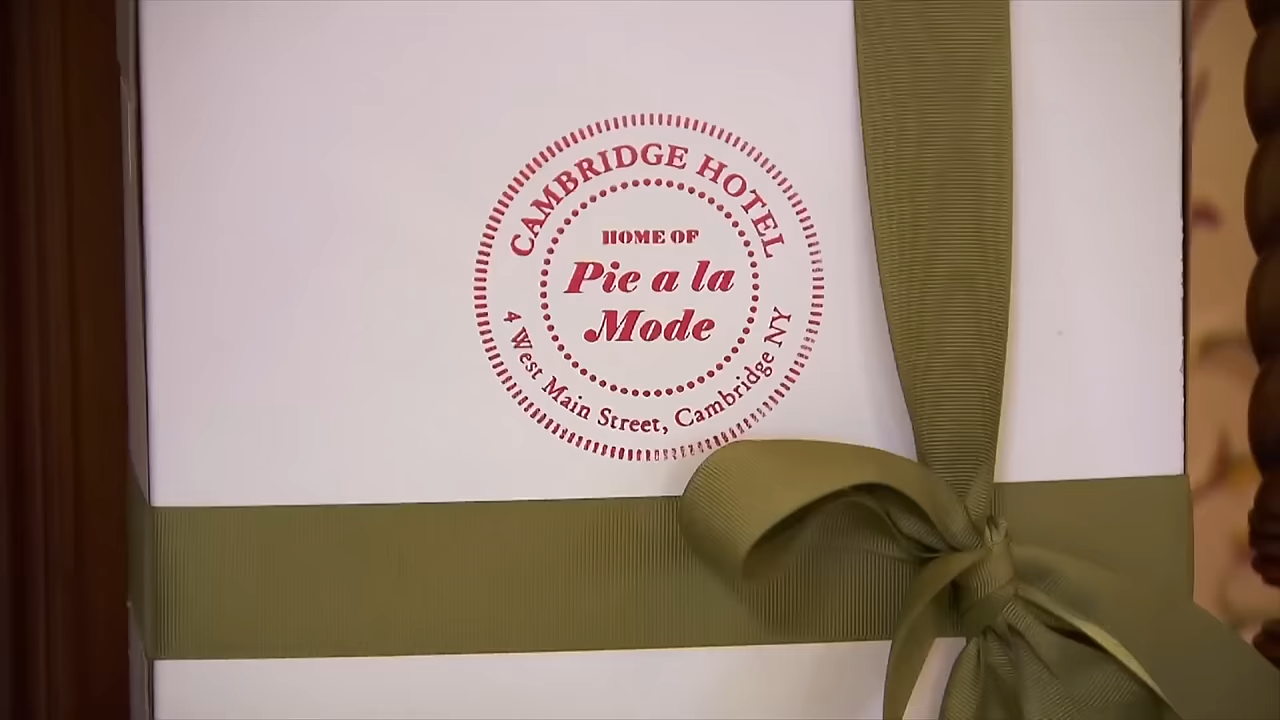 CAMBRIDGE HOTEL
HOME OF
Pie a la
Mode
4 West Main Street, Cambridge NY